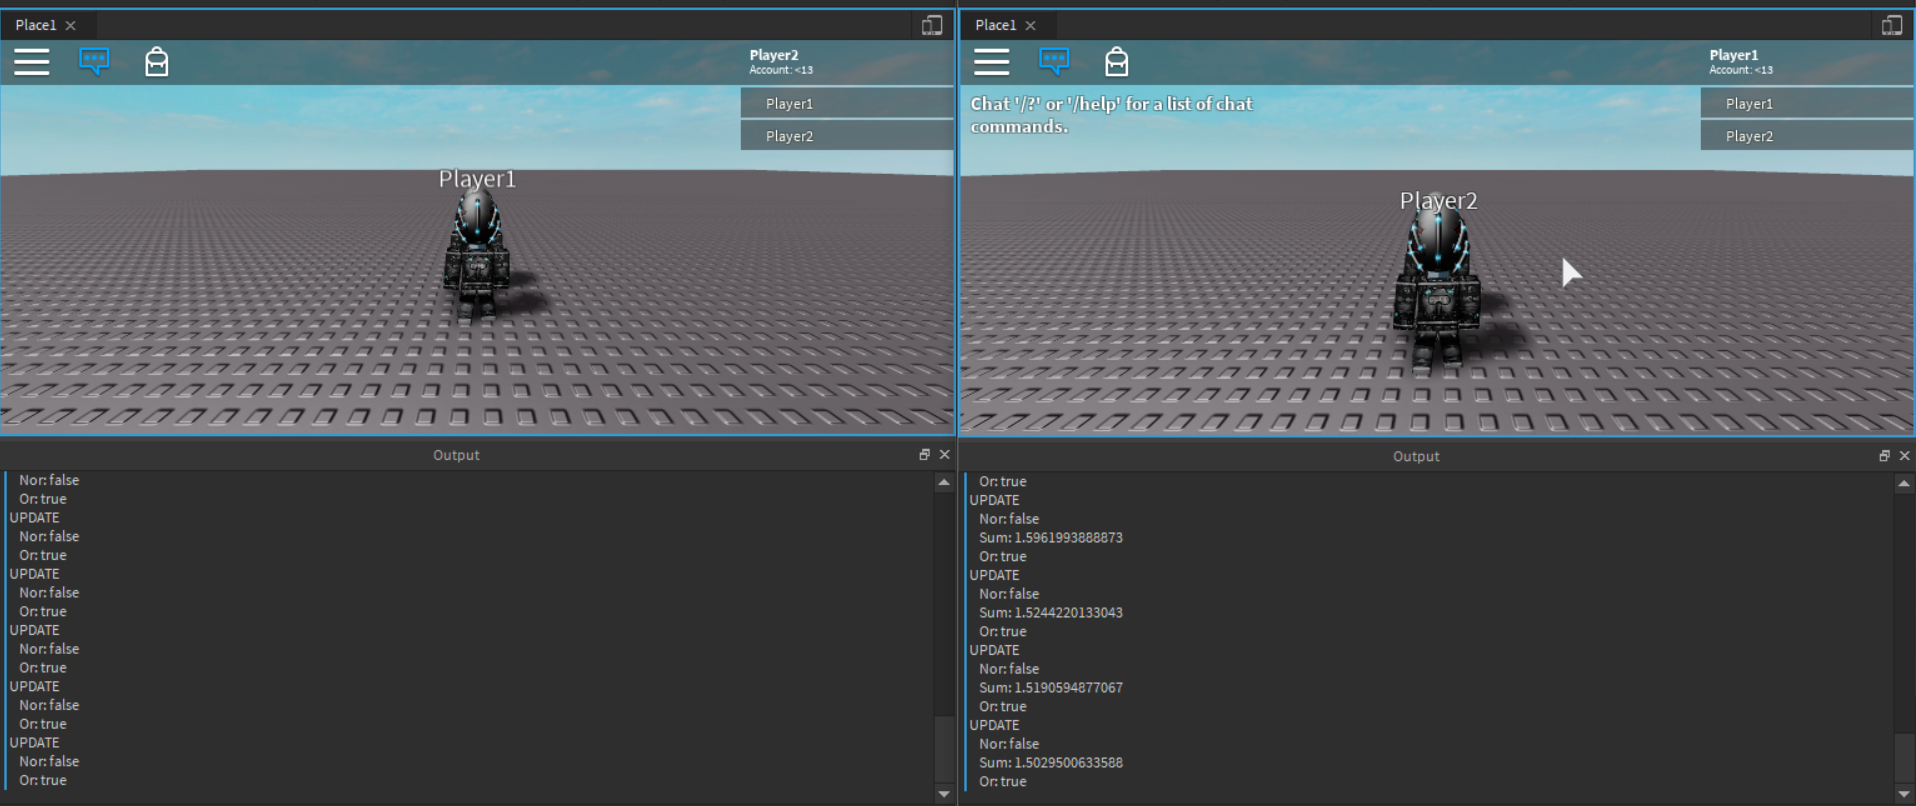 Place1
Player2
Account: <13
Player1
Player2
Player1
Output
Nor: false
Or: true
UPDATE
Nor: false
Or: true
UPDATE
Nor: false
Or: true
UPDATE
Nor: false
Or: true
UPDATE
Nor: false
Or: true
UPDATE
Nor: false
Or: true
Place1
Player1
Account: <13
Chat '/?' or '/help' for a list of chat
commands.
Player1
Player2
Player2
Output
Or: true
UPDATE
Nor: false
Sum: 1.5961993888873
Or: true
UPDATE
Nor: false
Sum: 1.5244220133043
Or: true
UPDATE
Nor: false
Sum: 1.5190594877067
Or: true
UPDATE
Nor: false
Sum: 1.5029500633588
Or: true